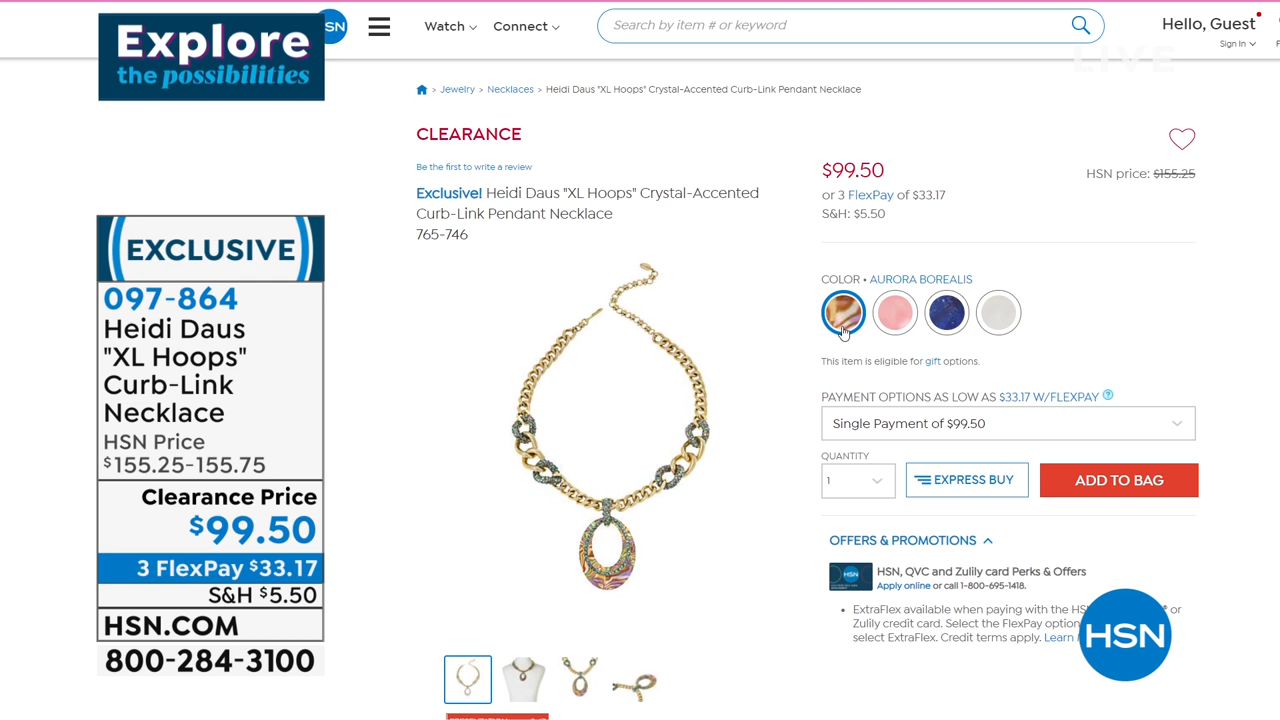 Explore
the possibilities
Watch
Connect
Search by item # or keyword
Hello, Guest
Sign In
LIVE
> Jewelry > Necklaces > Heidi Daus "XL Hoops" Crystal-Accented Curb-Link Pendant Necklace
CLEARANCE
Be the first to write a review
Exclusive! Heidi Daus "XL Hoops" Crystal-Accented
Curb-Link Pendant Necklace
765-746
$99.50
HSN price: $155.25
or 3 FlexPay of $33.17
S&H: $5.50
COLOR • AURORA BOREALIS
This item is eligible for gift options.
PAYMENT OPTIONS AS LOW AS $33.17 W/FLEXPAY ?
Single Payment of $99.50
QUANTITY
1
EXPRESS BUY
ADD TO BAG
OFFERS & PROMOTIONS
HSN
HSN, QVC and Zulily card Perks & Offers
Apply online or call 1-800-695-1418.
• ExtraFlex available when paying with the
or
Zulily credit card. Select the FlexPay
select ExtraFlex. Credit terms apply.
HSN
EXCLUSIVE
097-864
Heidi Daus
"XL Hoops"
Curb-Link
Necklace
HSN Price
$155.25-155.75
Clearance Price
$99.50
3 FlexPay $33.17
S&H $5.50
HSN.COM
800-284-3100